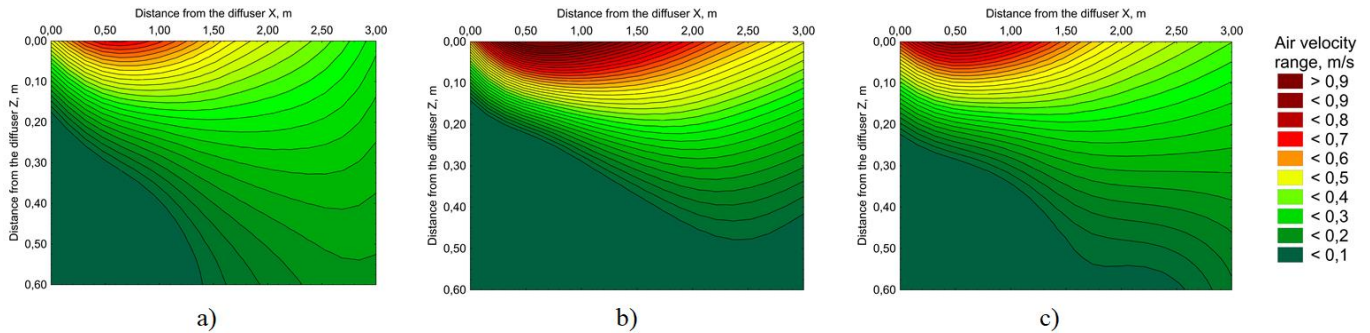 Distance from the diffuser X, m
0,00 0,50 1,00 1,50 2,00 2,50 3,00
Distance from the diffuser Z, m
0,00
0,10
0,20
0,30
0,40
0,50
0,60
a)
Distance from the diffuser X, m
0,00 0,50 1,00 1,50 2,00 2,50 3,00
Distance from the diffuser Z, m
0,00
0,10
0,20
0,30
0,40
0,50
0,60
b)
Distance from the diffuser X, m
0,00 0,50 1,00 1,50 2,00 2,50 3,00
Distance from the diffuser Z, m
0,00
0,10
0,20
0,30
0,40
0,50
0,60
c)
Air velocity
range, m/s
> 0,9
< 0,9
< 0,8
< 0,7
< 0,6
< 0,5
< 0,4
< 0,3
< 0,2
< 0,1